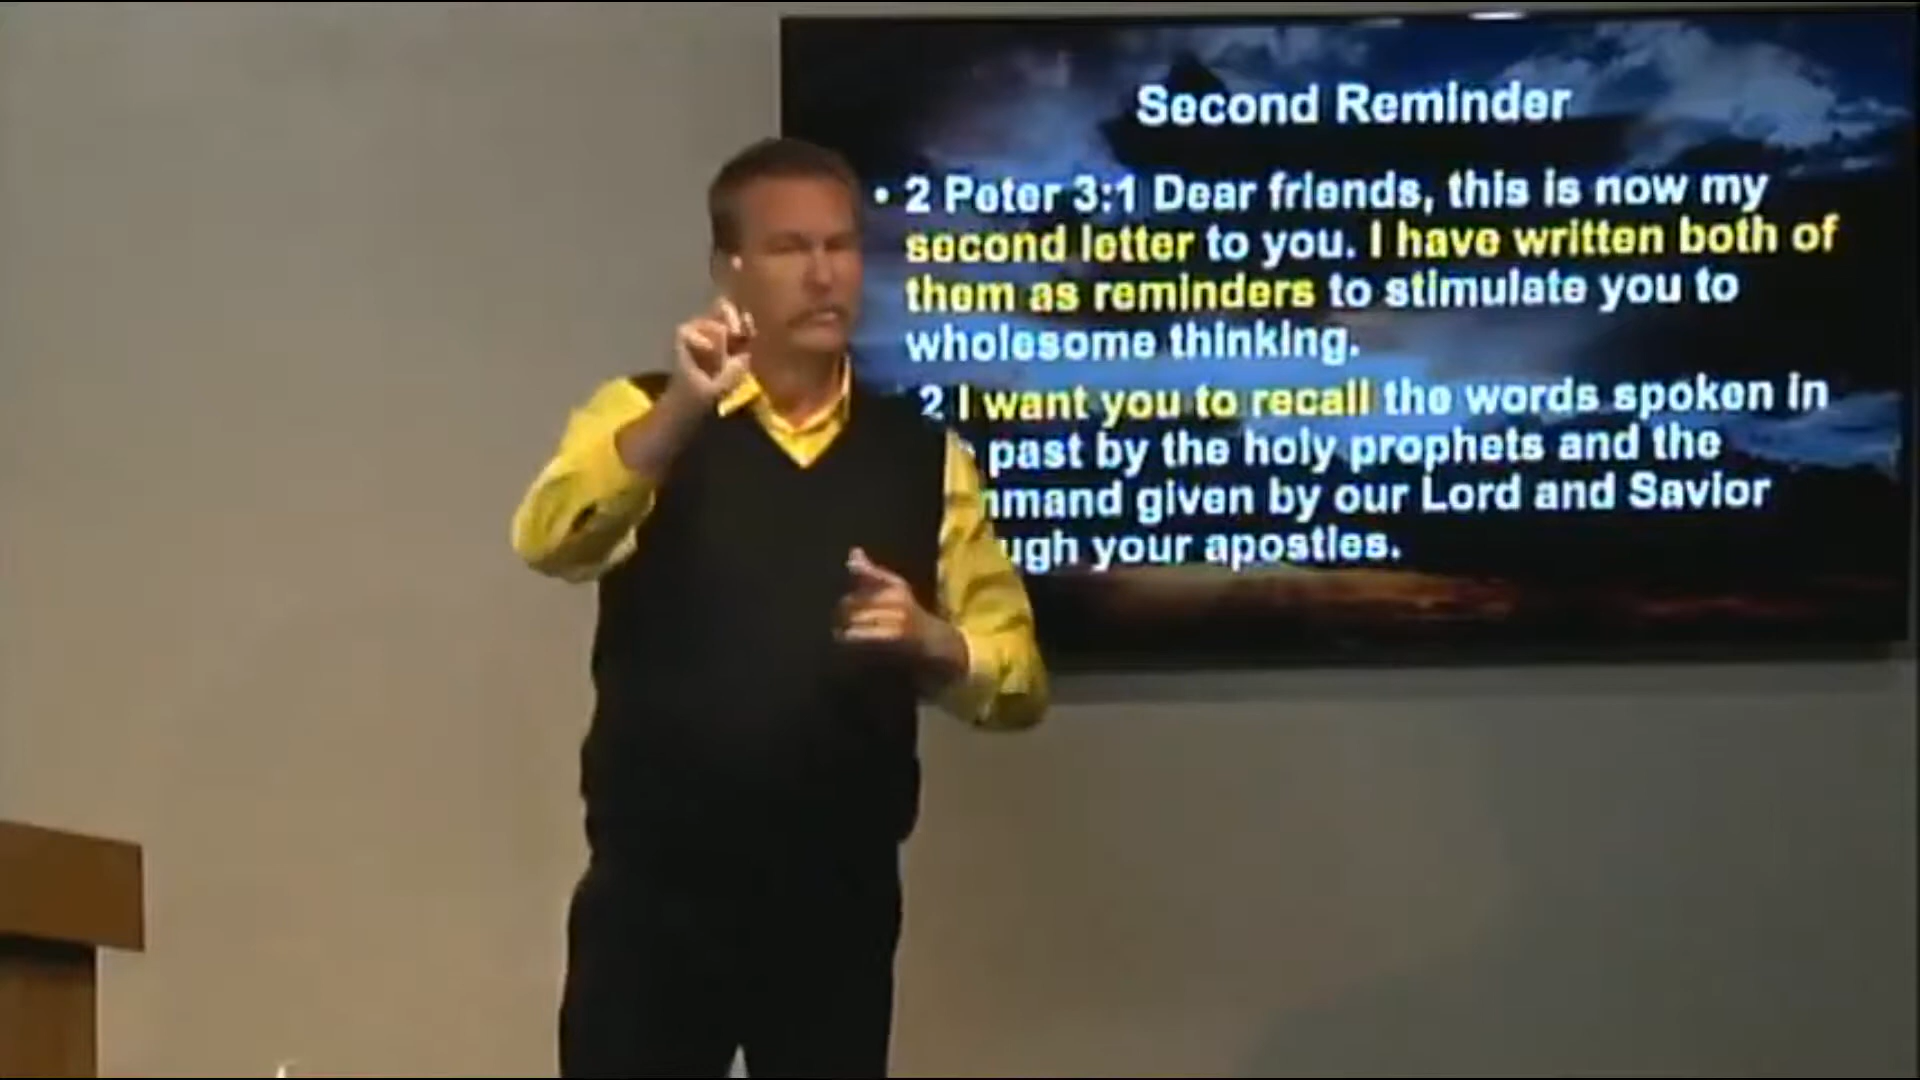 Second Reminder
• 2 Peter 3:1 Dear friends, this is now my
second letter to you. I have written both of
them as reminders to stimulate you to
wholesome thinking.
2 I want you to recall the words spoken in
past by the holy prophets and the
mmand given by our Lord and Savior
ugh your apostles.